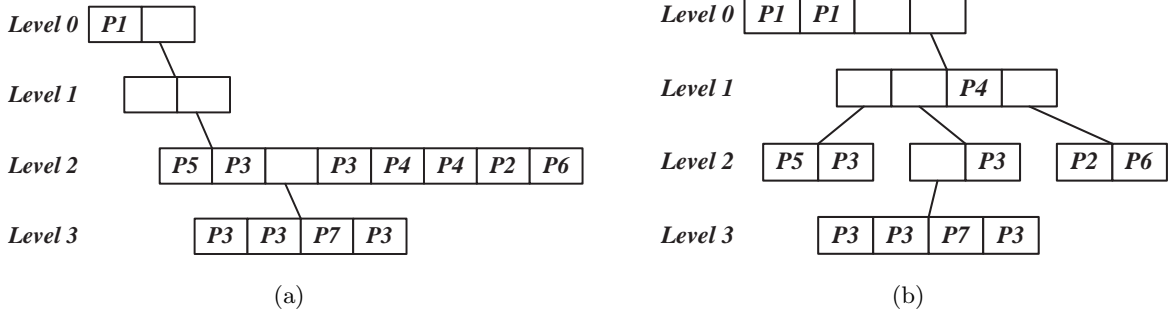 Level 0 P1
Level 1
Level 2 P5 P3 P3 P4 P4 P2 P6
Level 3 P3 P3 P7 P3
(a)
Level 0 P1 P1
Level 1 P4
Level 2 P5 P3 P3 P2 P6
Level 3 P3 P3 P7 P3
(b)